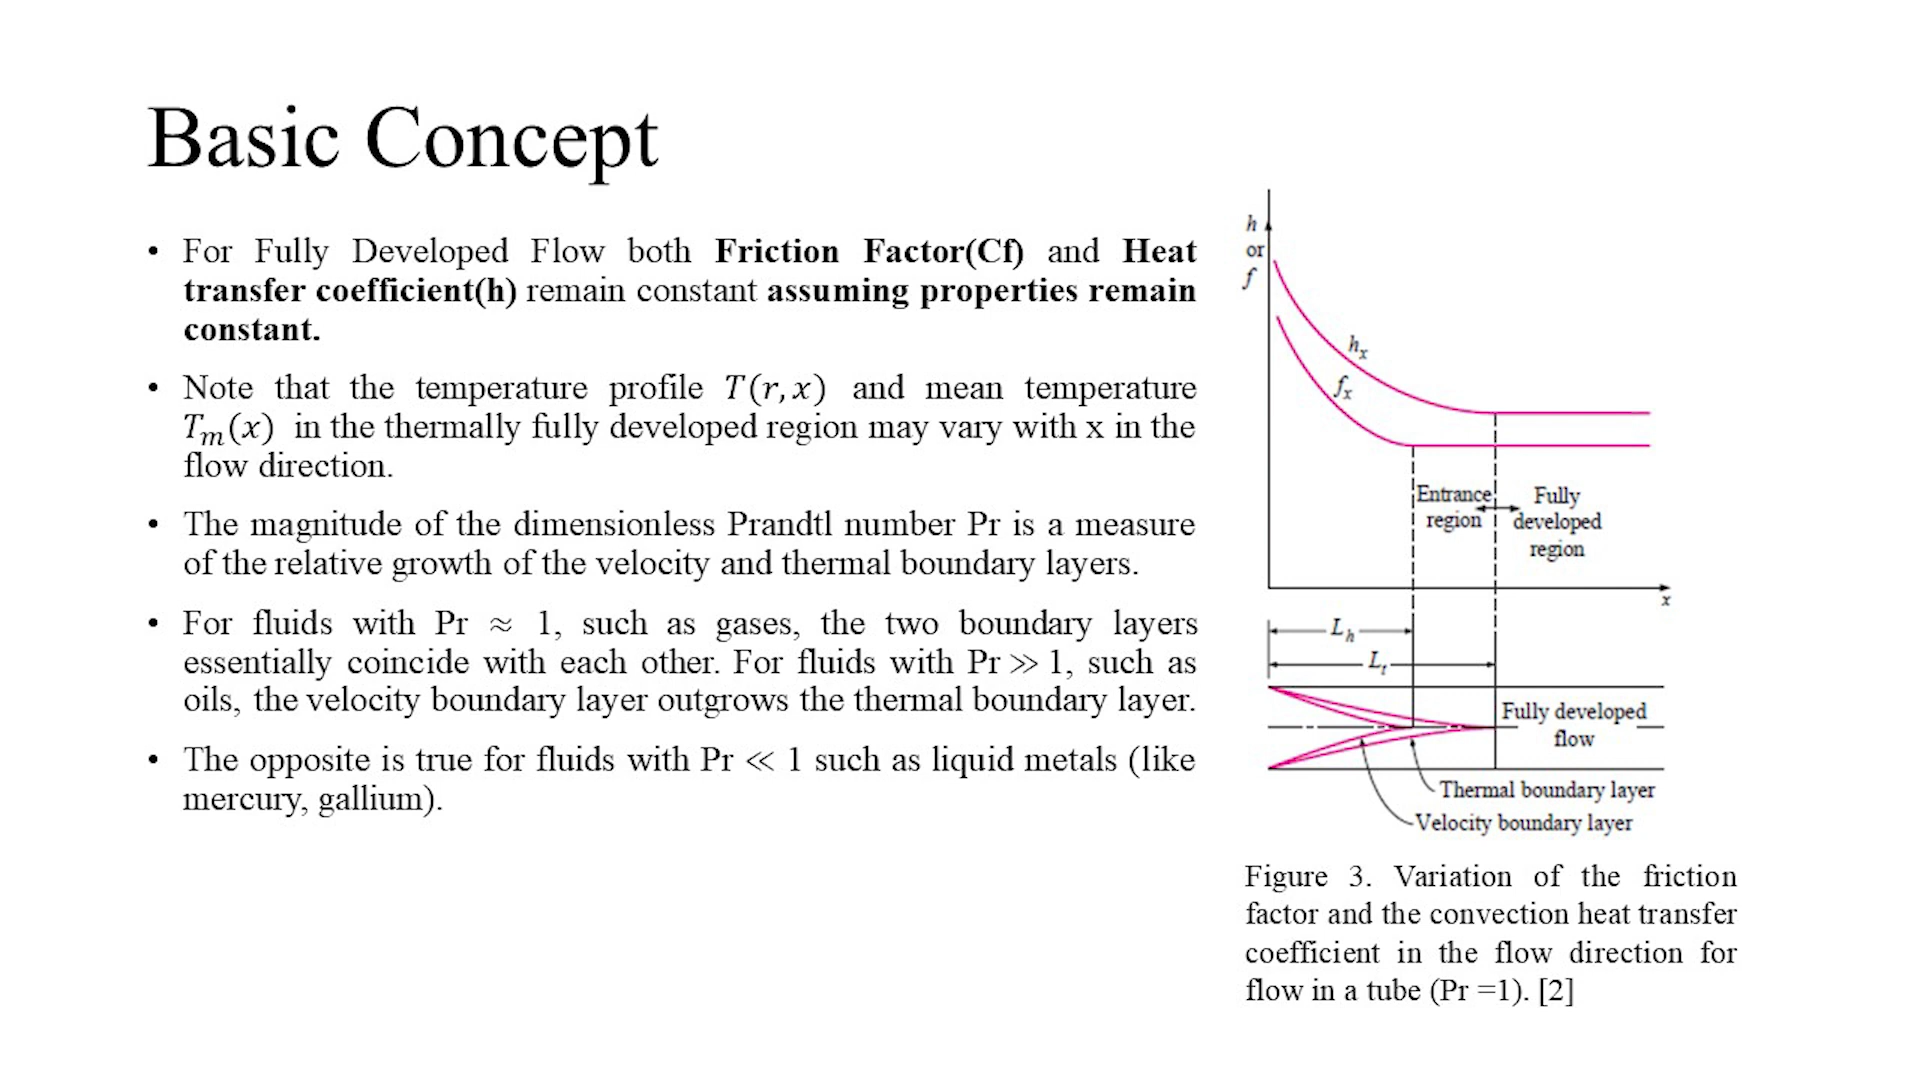 Basic Concept
• For Fully Developed Flow both Friction Factor(Cf) and Heat
transfer coefficient(h) remain constant assuming properties remain
constant.
• Note that the temperature profile T(r, x) and mean temperature
Tm(x) in the thermally fully developed region may vary with x in the
flow direction.
• The magnitude of the dimensionless Prandtl number Pr is a measure
of the relative growth of the velocity and thermal boundary layers.
• For fluids with Pr ≈ 1, such as gases, the two boundary layers
essentially coincide with each other. For fluids with Pr ≫ 1, such as
oils, the velocity boundary layer outgrows the thermal boundary layer.
• The opposite is true for fluids with Pr ≪ 1 such as liquid metals (like
mercury, gallium).
h
or
f
hx
fx
Entrance
region
Fully
developed
region
x
Lh
Lt
Fully developed
flow
Thermal boundary layer
Velocity boundary layer
Figure 3. Variation of the friction
factor and the convection heat transfer
coefficient in the flow direction for
flow in a tube (Pr =1). [2]